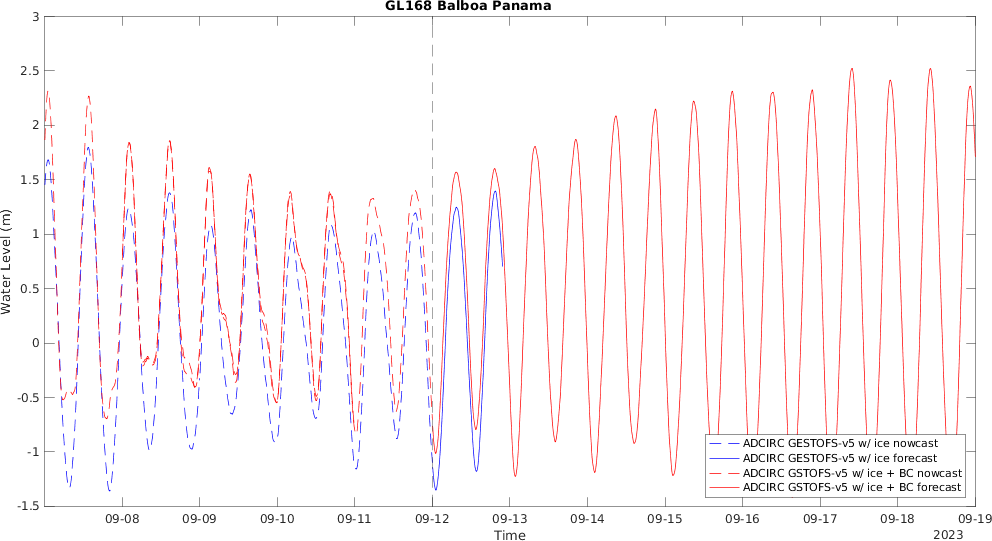 GL168 Balboa Panama
3
2.5
2
1.5
1
0.5
0
-0.5
-1
-1.5
Water Level (m)
ADCIRC GESTOFS-v5 w/ ice nowcast
ADCIRC GESTOFS-v5 w/ ice forecast
ADCIRC GSTOFS-v5 w/ ice + BC nowcast
ADCIRC GSTOFS-v5 w/ ice + BC forecast
09-08 09-09 09-10 09-11 09-12 09-13 09-14 09-15 09-16 09-17 09-18 09-19
Time
2023